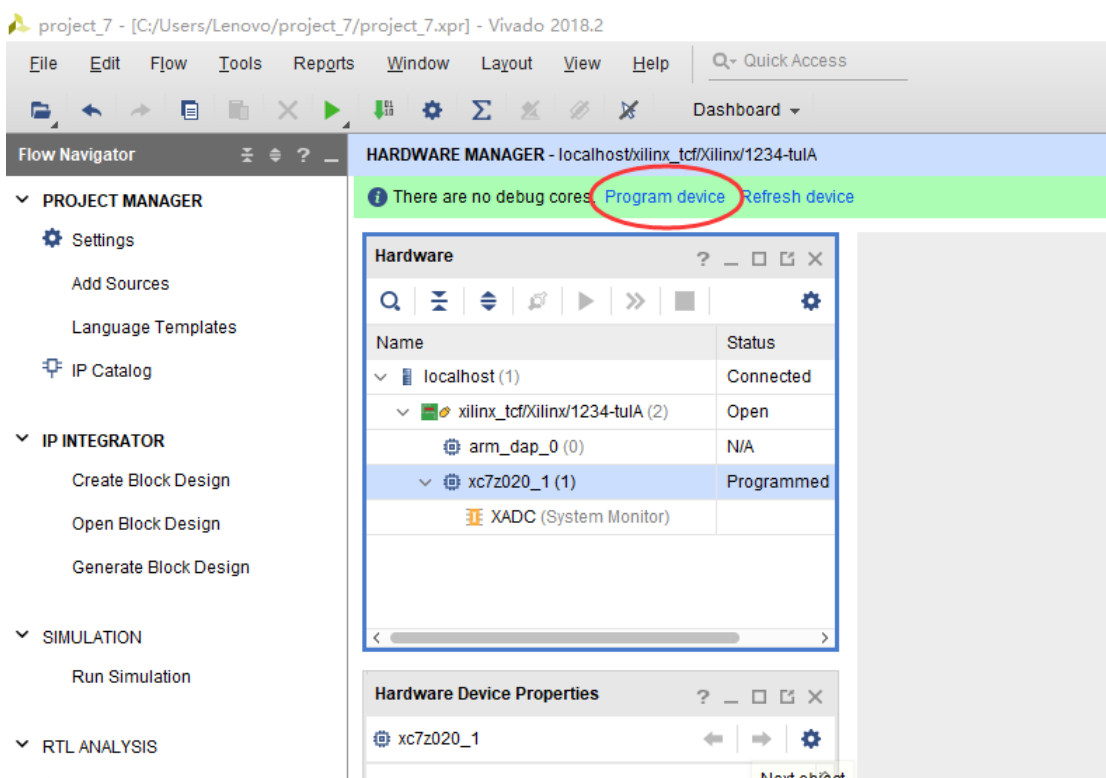 project_7 - [C:/Users/Lenovo/project_7/project_7.xpr] - Vivado 2018.2
File Edit Flow Tools Reports Window Layout View Help Quick Access
Dashboard
Flow Navigator
HARDWARE MANAGER - localhost/xilinx_tcf/Xilinx/1234-tulA
There are no debug cores. Program device Refresh device
PROJECT MANAGER
Settings
Add Sources
Language Templates
IP Catalog
IP INTEGRATOR
Create Block Design
Open Block Design
Generate Block Design
SIMULATION
Run Simulation
RTL ANALYSIS
Hardware
Name Status
localhost (1) Connected
xilinx_tcf/Xilinx/1234-tulA (2) Open
arm_dap_0 (0) N/A
xc7z020_1 (1) Programmed
XADC (System Monitor)
Hardware Device Properties
xc7z020_1
Next object